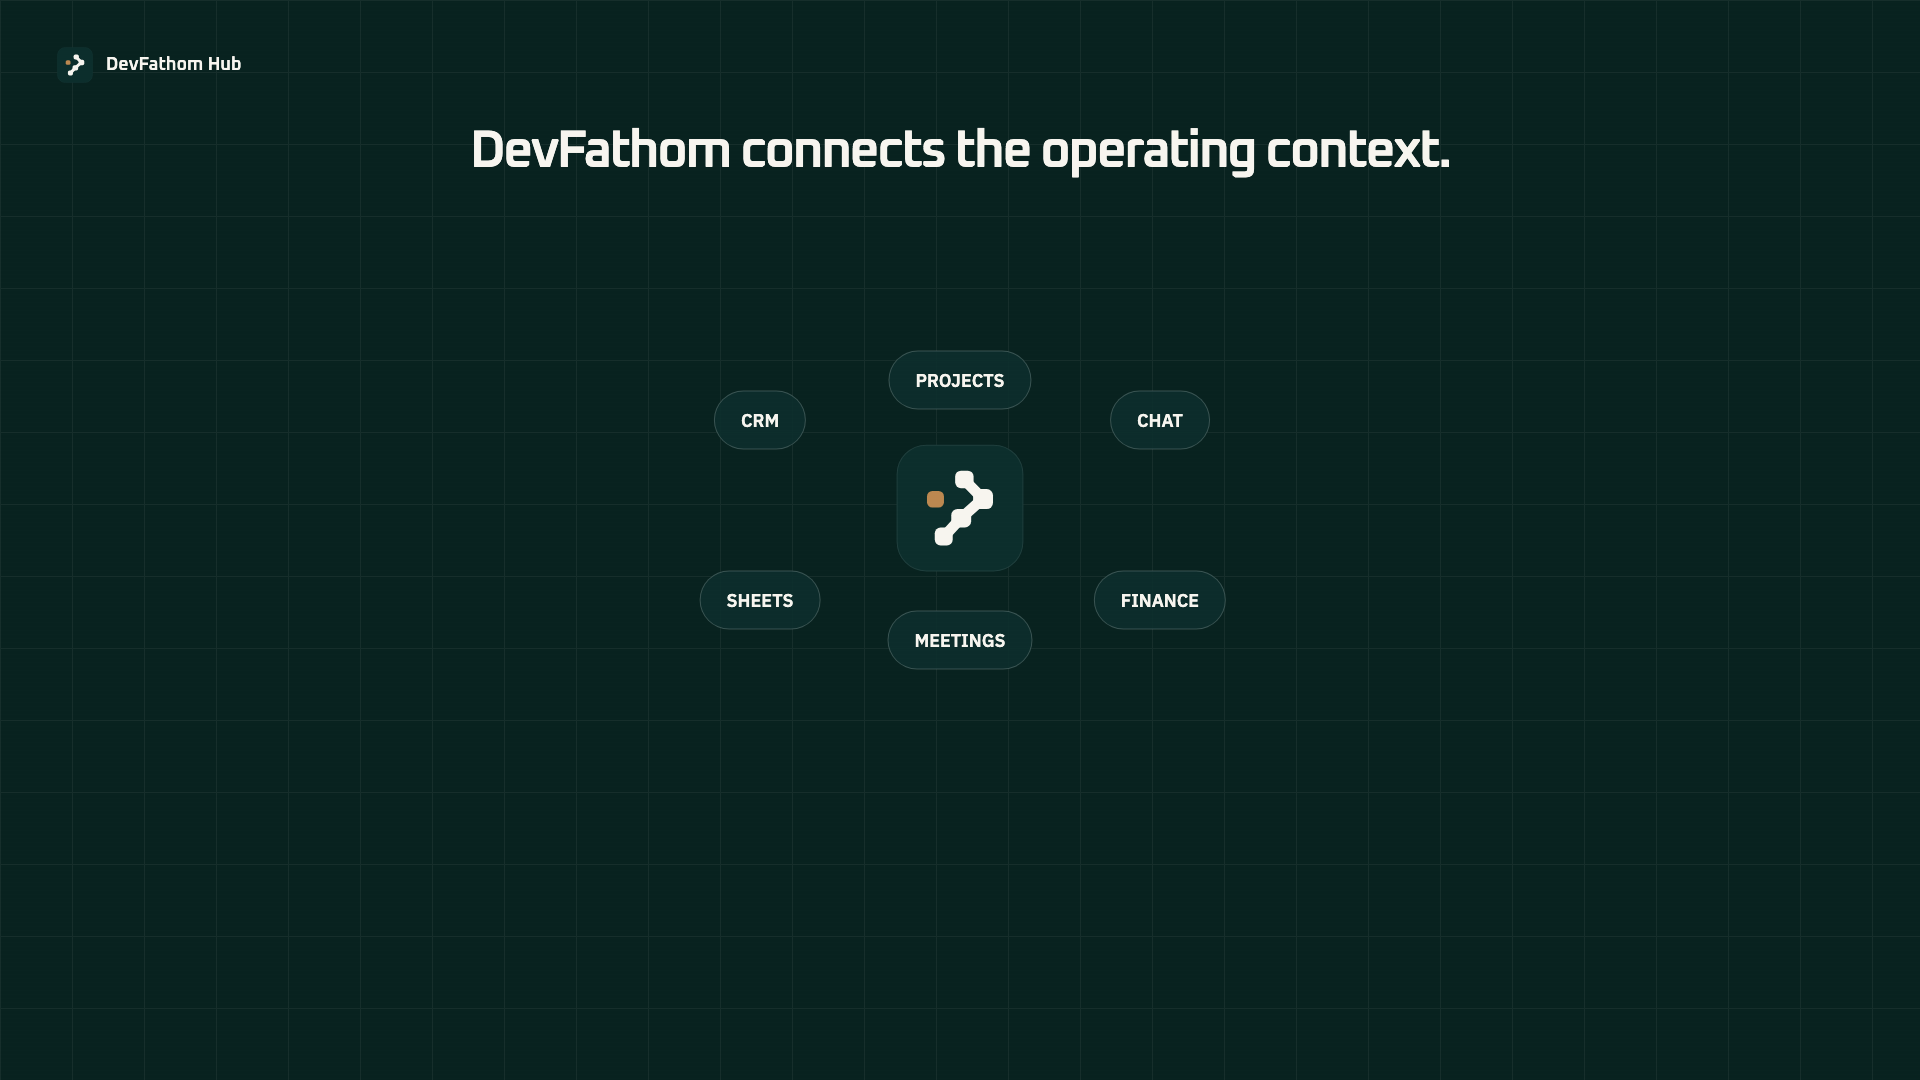 DevFathom Hub
DevFathom connects the operating context.
PROJECTS
CRM
CHAT
SHEETS
FINANCE
MEETINGS